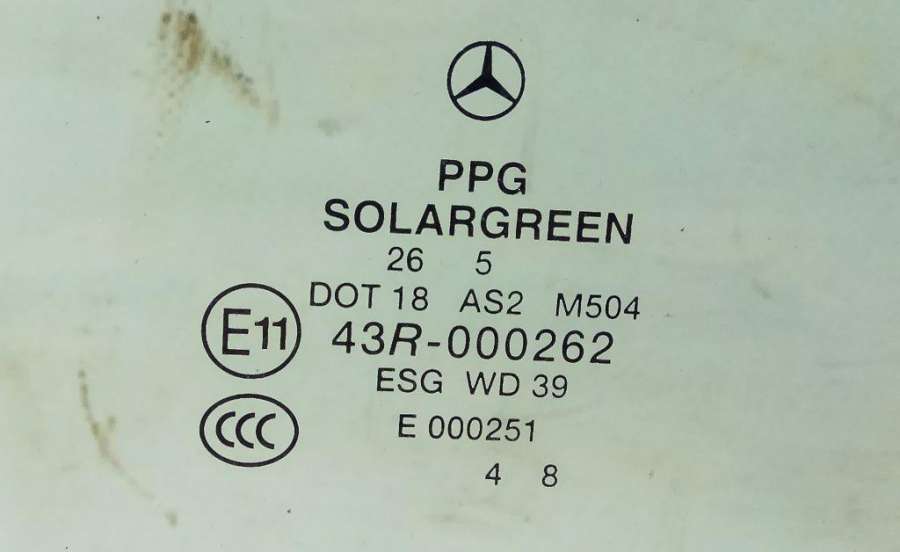 PPG
SOLARGREEN
26 5
DOT 18 AS2 M504
E11 43R-000262
ESG WD 39
CCC E 000251
4 8